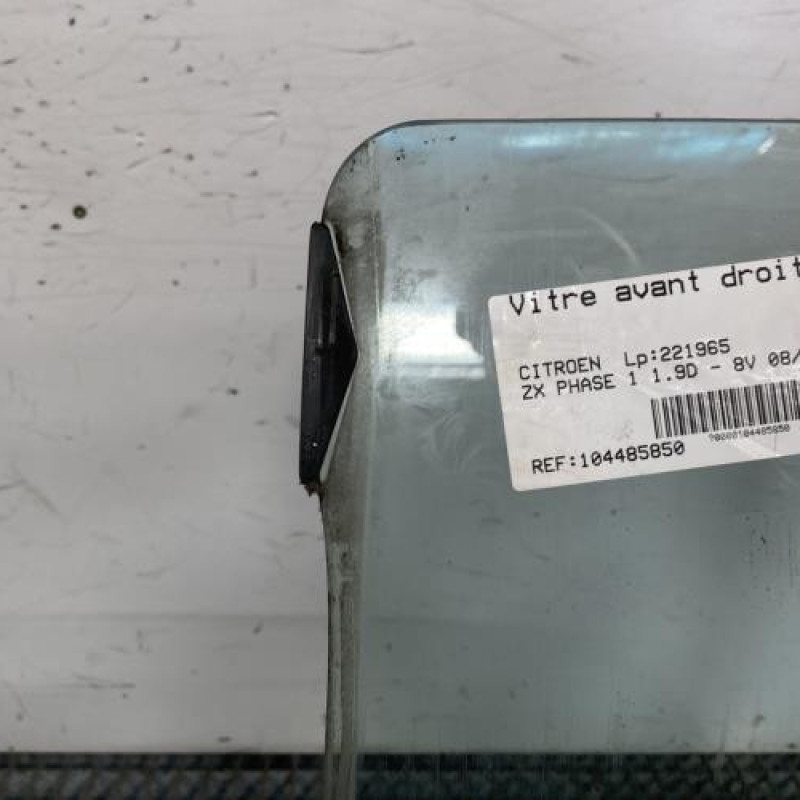 Vitre avant droit
CITROEN Lp:221965
ZX PHASE 1 1.9D - 8V 08/
REF:104485850